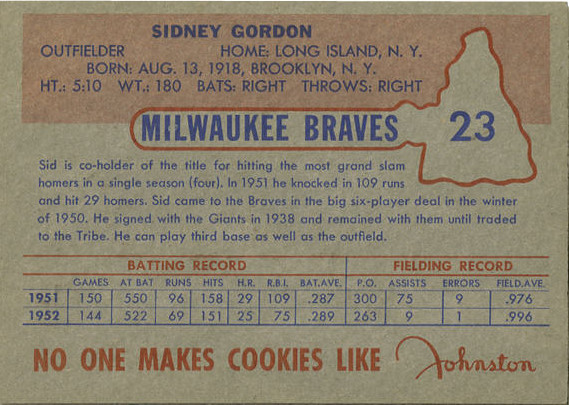 SIDNEY GORDON
OUTFIELDER HOME: LONG ISLAND, N. Y.
BORN: AUG. 13, 1918, BROOKLYN, N. Y.
HT.: 5:10 WT.: 180 BATS: RIGHT THROWS: RIGHT
MILWAUKEE BRAVES 23
Sid is co-holder of the title for hitting the most grand slam
homers in a single season (four). In 1951 he knocked in 109 runs
and hit 29 homers. Sid came to the Braves in the big six-player deal in the winter
of 1950. He signed with the Giants in 1938 and remained with them until traded
to the Tribe. He can play third base as well as the outfield.
BATTING RECORD FIELDING RECORD
GAMES AT BAT RUNS HITS H.R. R.B.I. BAT.AVE. P.O. ASSISTS ERRORS FIELD.AVE.
1951 150 550 96 158 29 109 .287 300 75 9 .976
1952 144 522 69 151 25 75 .289 263 9 1 .996
NO ONE MAKES COOKIES LIKE Johnston